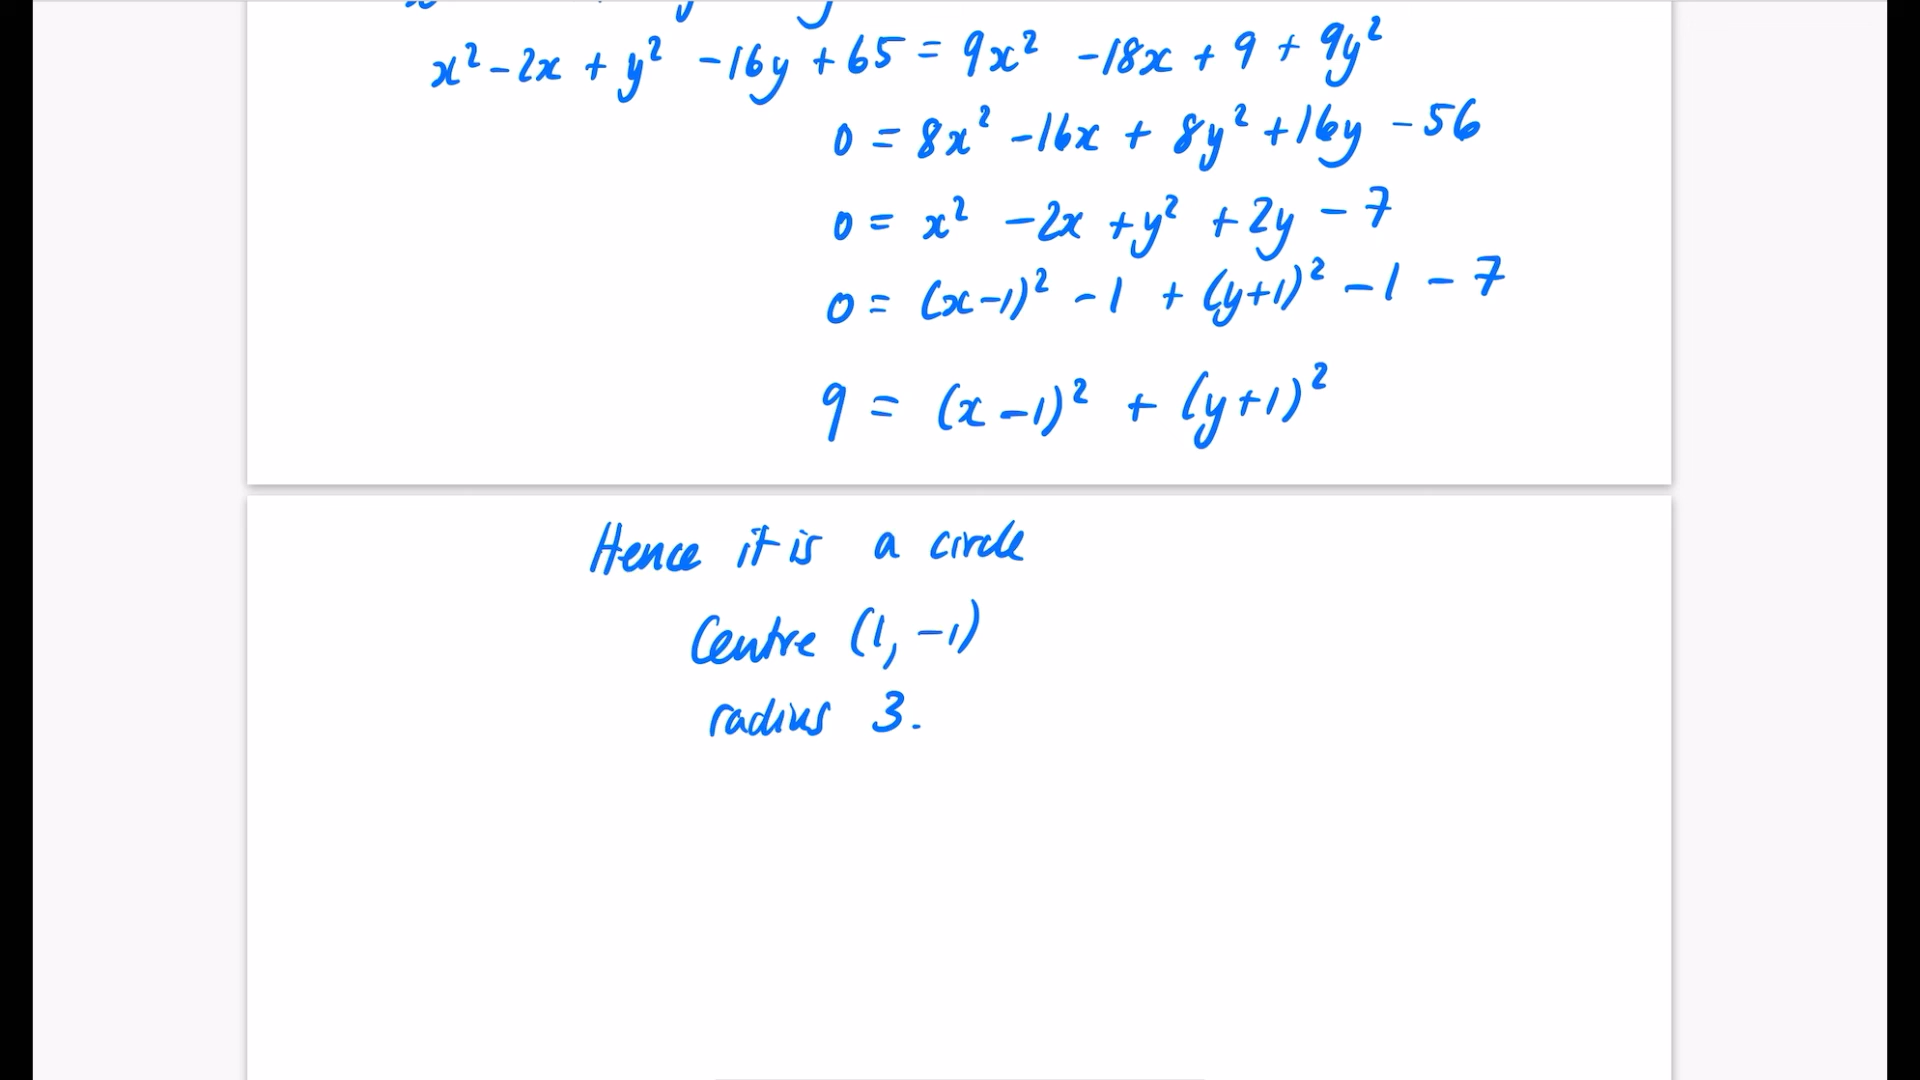 x² - 2x + y² - 16y + 65 = 9x² - 18x + 9 + 9y²
0 = 8x² - 16x + 8y² + 16y - 56
0 = x² - 2x + y² + 2y - 7
0 = (x-1)² - 1 + (y+1)² - 1 - 7
9 = (x-1)² + (y+1)²
Hence it is a circle
Centre (1, -1)
radius 3.